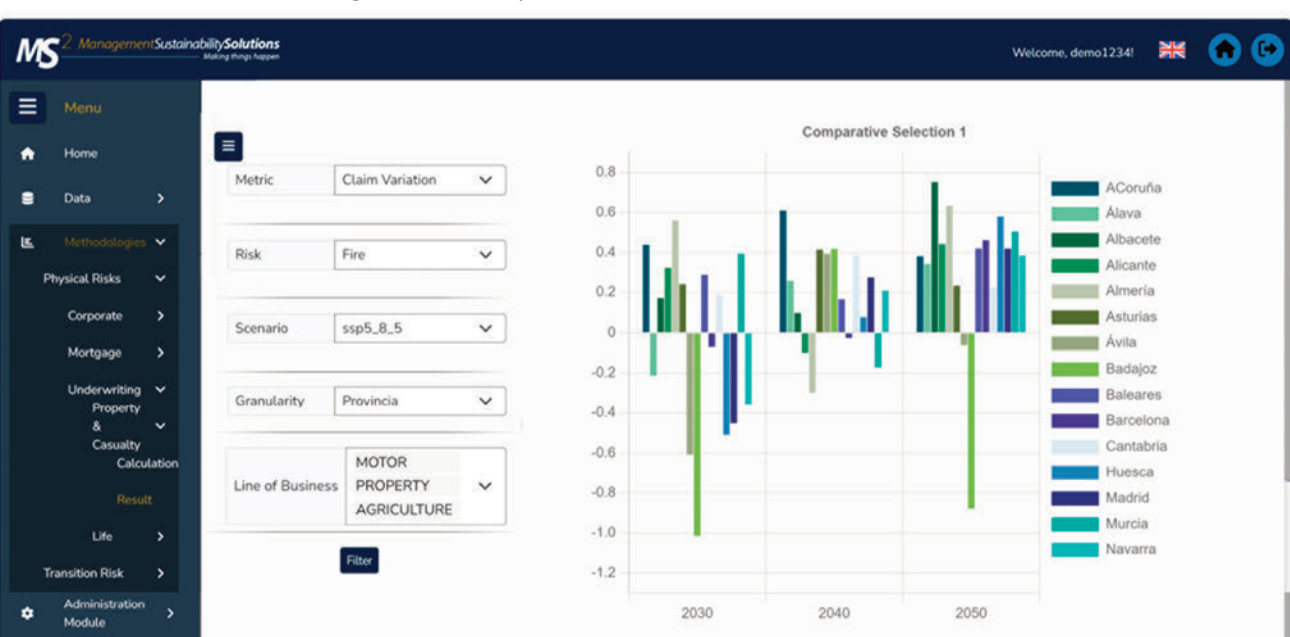 MS2 ManagementSustainabilitySolutions
Making things happen
Welcome, demo1234!
Menu
Home
Data
Methodologies
Physical Risks
Corporate
Mortgage
Underwriting
Property
&
Casualty
Calculation
Result
Life
Transition Risk
Administration
Module
Metric
Claim Variation
Risk
Fire
Scenario
ssp5_8_5
Granularity
Provincia
Line of Business
MOTOR
PROPERTY
AGRICULTURE
Filter
Comparative Selection 1
0.8
0.6
0.4
0.2
0
-0.2
-0.4
-0.6
-0.8
-1.0
-1.2
2030
2040
2050
ACoruña
Álava
Albacete
Alicante
Almería
Asturias
Ávila
Badajoz
Baleares
Barcelona
Cantabria
Huesca
Madrid
Murcia
Navarra